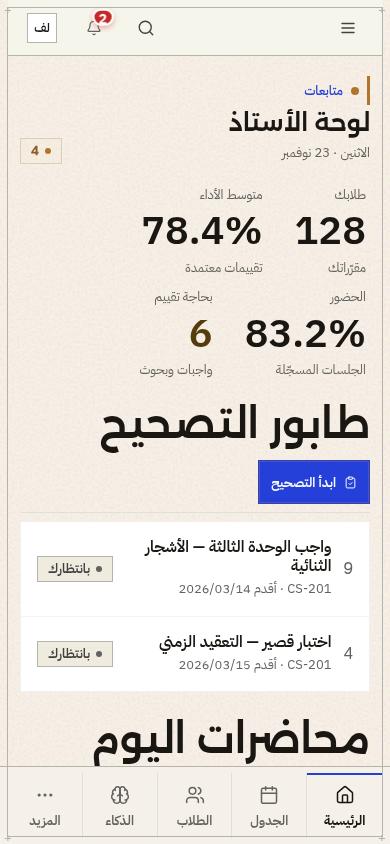 لف
2
متابعات
لوحة الأستاذ
الاثنين · 23 نوفمبر
4
طلابك
128
مقرّراتك
متوسط الأداء
78.4%
تقييمات معتمدة
الحضور
83.2%
الجلسات المسجّلة
بحاجة تقييم
6
واجبات وبحوث
طابور التصحيح
ابدأ التصحيح
9
واجب الوحدة الثالثة — الأشجار
الثنائية
CS-201 · أقدم 2026/03/14
بانتظارك
4
اختبار قصير — التعقيد الزمني
CS-201 · أقدم 2026/03/15
بانتظارك
محاضرات اليوم
الرئيسية
الجدول
الطلاب
الذكاء
المزيد